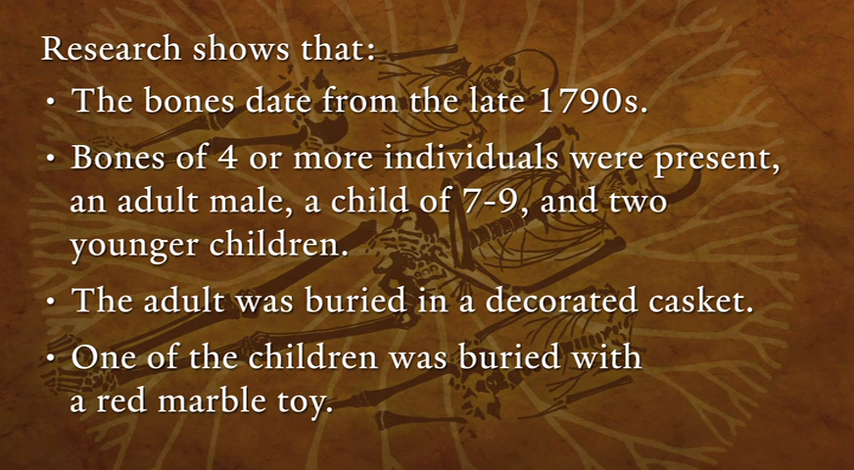 Research shows that:
• The bones date from the late 1790s.
• Bones of 4 or more individuals were present,
an adult male, a child of 7-9, and two
younger children.
• The adult was buried in a decorated casket.
• One of the children was buried with
a red marble toy.